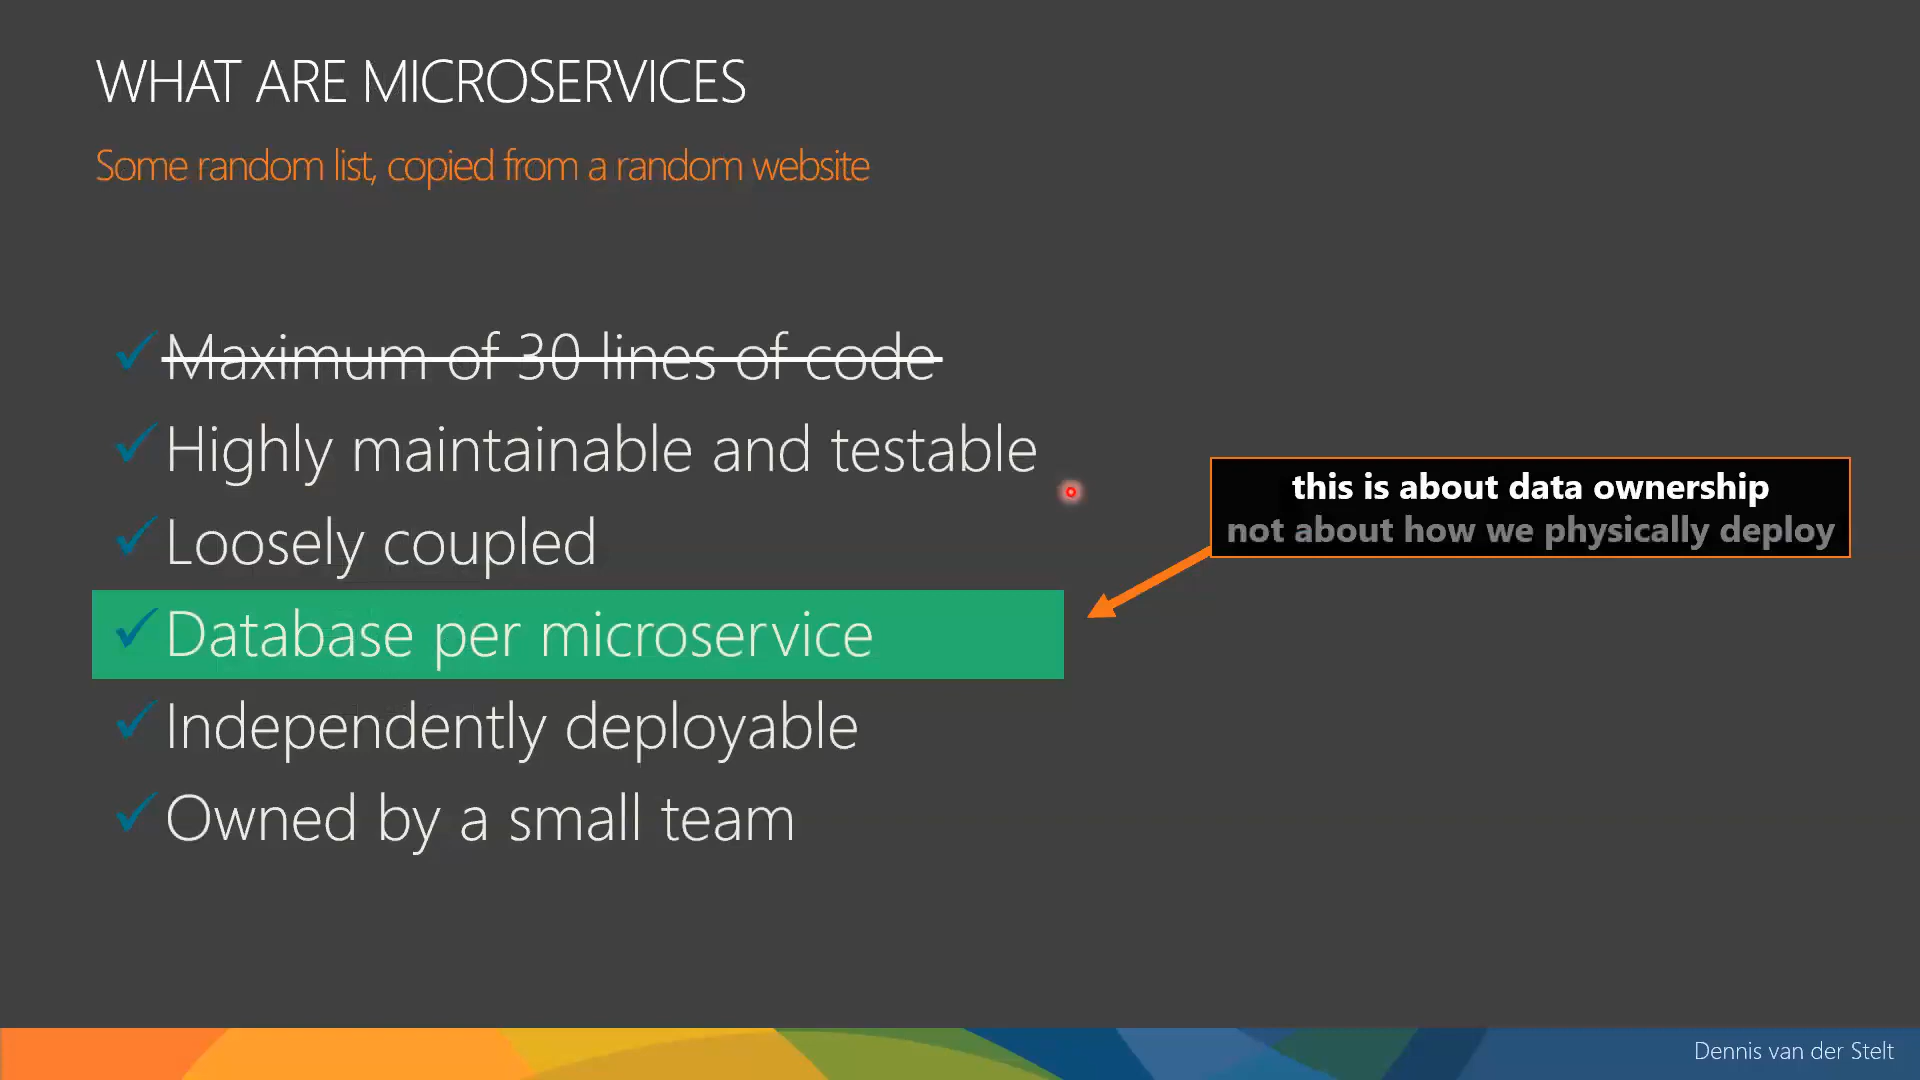 WHAT ARE MICROSERVICES
Some random list, copied from a random website
Maximum of 30 lines of code
Highly maintainable and testable
Loosely coupled
Database per microservice
Independently deployable
Owned by a small team
this is about data ownership
not about how we physically deploy
Dennis van der Stelt